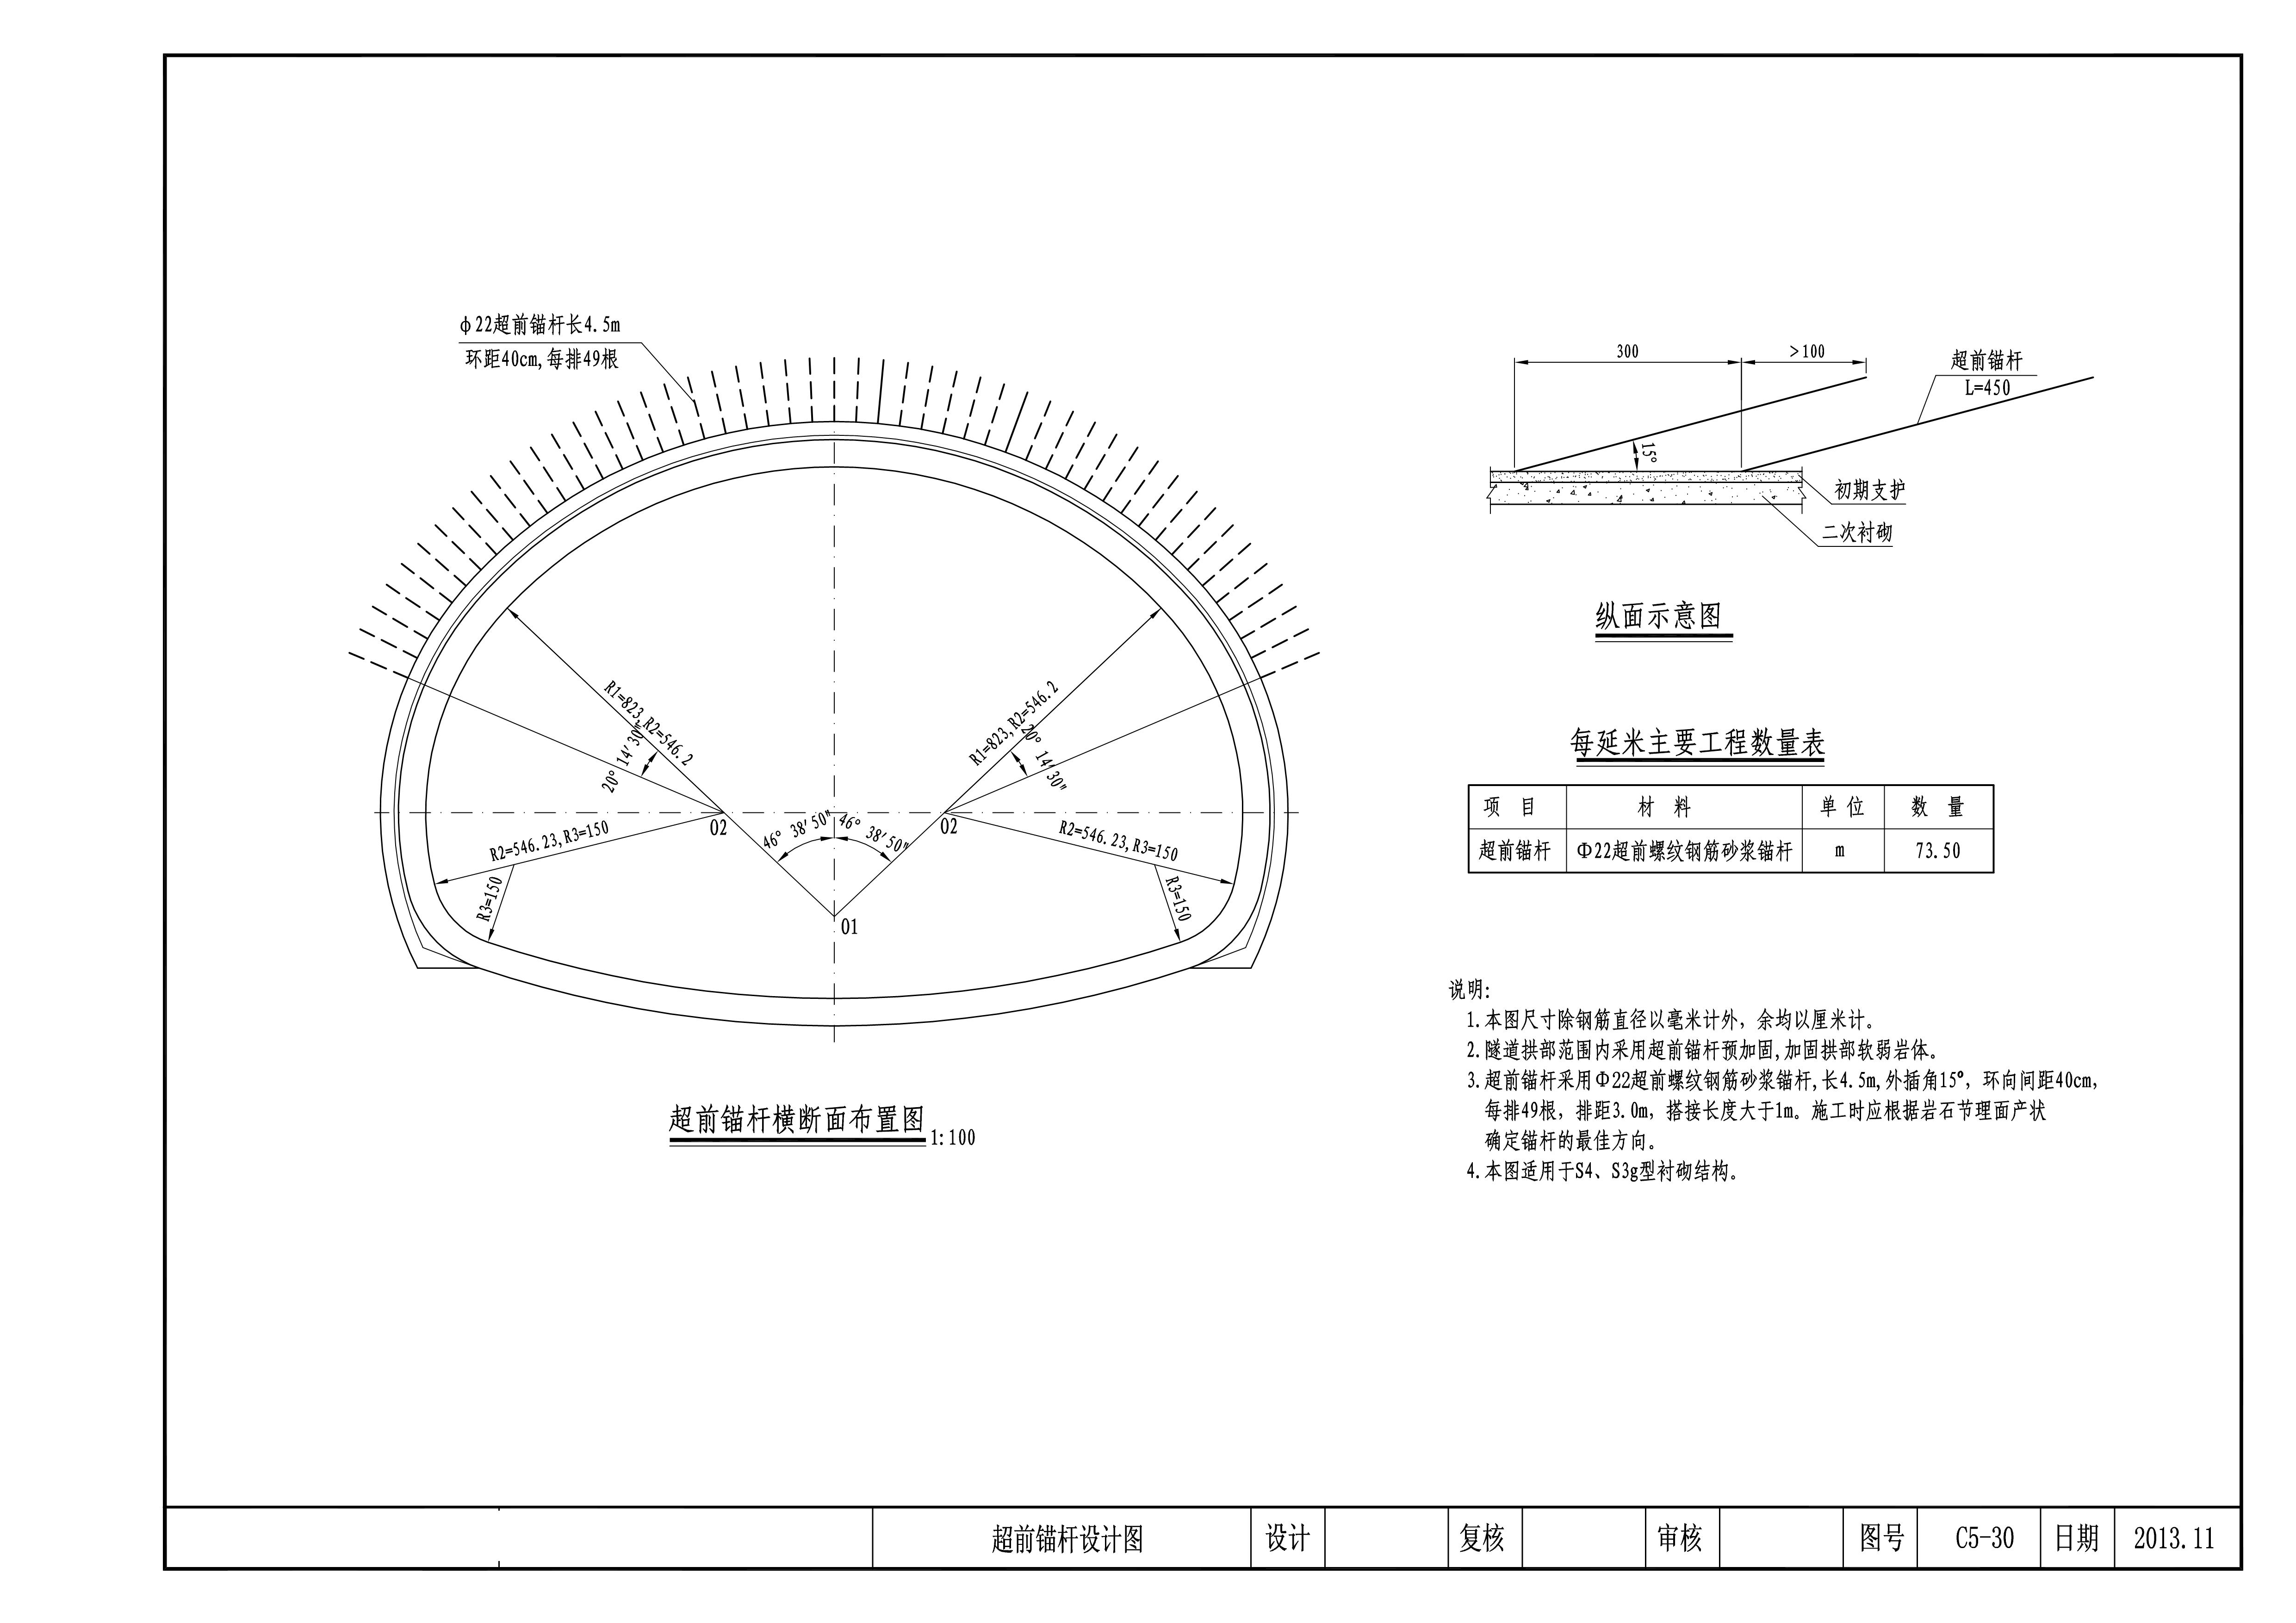 ф22超前锚杆长4.5m
环距40cm,每排49根
R1=823,R2=546.2
20° 14′30″
R1=823,R2=546.2
20° 14′30″
O2
O2
46° 38′50″
46° 38′50″
R2=546.23,R3=150
R2=546.23,R3=150
R3=150
R3=150
O1
超前锚杆横断面布置图 1:100
300
>100
超前锚杆
L=450
15°
初期支护
二次衬砌
纵面示意图
每延米主要工程数量表
项 目 材 料 单 位 数 量
超前锚杆 Φ22超前螺纹钢筋砂浆锚杆 m 73.50
说明:
1.本图尺寸除钢筋直径以毫米计外，余均以厘米计。
2.隧道拱部范围内采用超前锚杆预加固,加固拱部软弱岩体。
3.超前锚杆采用Φ22超前螺纹钢筋砂浆锚杆,长4.5m,外插角15°，环向间距40cm，
每排49根，排距3.0m，搭接长度大于1m。施工时应根据岩石节理面产状
确定锚杆的最佳方向。
4.本图适用于S4、S3g型衬砌结构。
超前锚杆设计图 设计 复核 审核 图号 C5-30 日期 2013.11